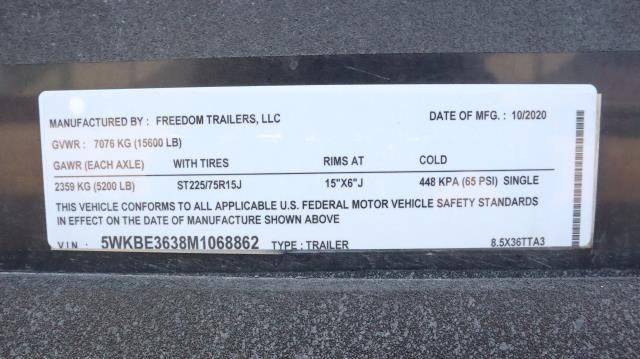 MANUFACTURED BY : FREEDOM TRAILERS, LLC DATE OF MFG. : 10/2020
GVWR : 7076 KG (15600 LB)
GAWR (EACH AXLE) WITH TIRES RIMS AT COLD
2359 KG (5200 LB) ST225/75R15J 15"X6"J 448 KPA (65 PSI) SINGLE
THIS VEHICLE CONFORMS TO ALL APPLICABLE U.S. FEDERAL MOTOR VEHICLE SAFETY STANDARDS
IN EFFECT ON THE DATE OF MANUFACTURE SHOWN ABOVE
VIN : 5WKBE3638M1068862 TYPE : TRAILER 8.5X36TTA3